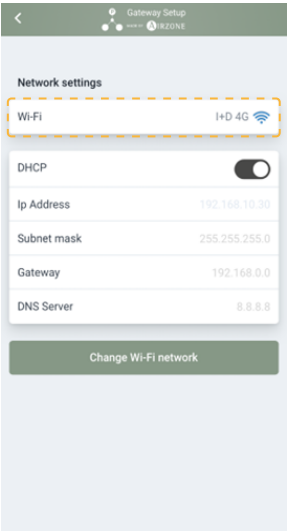 Gateway Setup
AIRZONE
Network settings
Wi-Fi I+D 4G
DHCP
Ip Address 192.168.10.30
Subnet mask 255.255.255.0
Gateway 192.168.0.0
DNS Server 8.8.8.8
Change Wi-Fi network